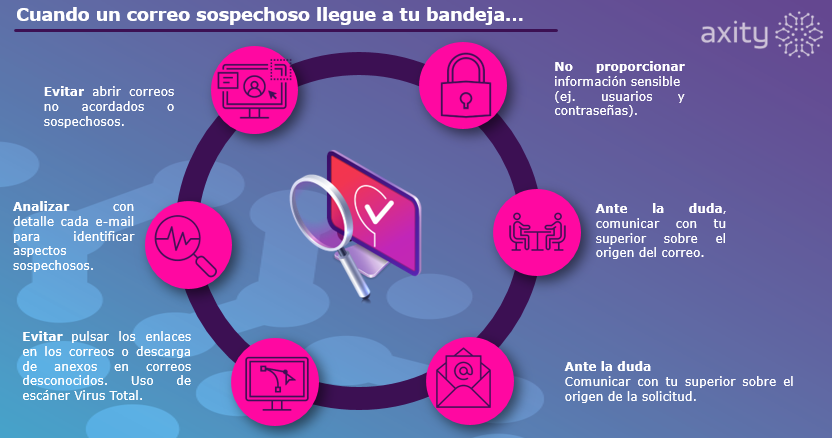 Cuando un correo sospechoso llegue a tu bandeja...
axity
Evitar abrir correos
no acordados o
sospechosos.
No proporcionar
información sensible
(ej. usuarios y
contraseñas).
Analizar con
detalle cada e-mail
para identificar
aspectos
sospechosos.
Ante la duda,
comunicar con tu
superior sobre el
origen del correo.
Evitar pulsar los enlaces
en los correos o descarga
de anexos en correos
desconocidos. Uso de
escáner Virus Total.
Ante la duda
Comunicar con tu superior sobre el
origen de la solicitud.